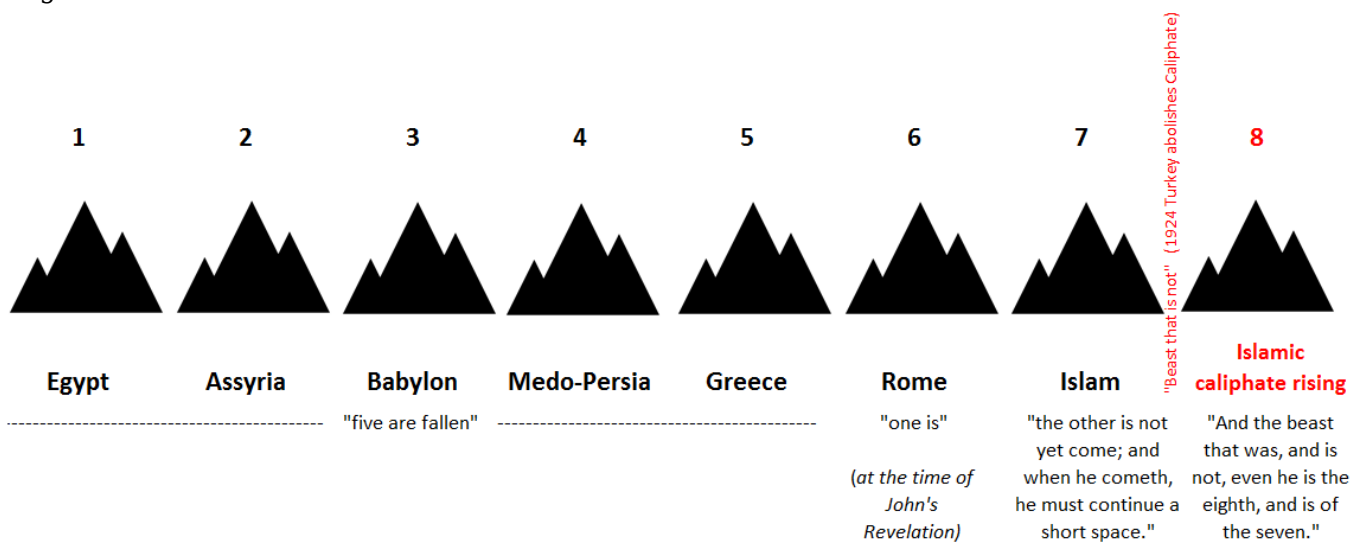 1 2 3 4 5 6 7 8
"Beast that is not" (1924 Turkey abolishes Caliphate)
Egypt Assyria Babylon Medo-Persia Greece Rome Islam Islamic
caliphate rising
"five are fallen"
"one is"
(at the time of
John's
Revelation)
"the other is not
yet come; and
when he cometh,
he must continue a
short space."
"And the beast
that was, and is
not, even he is the
eighth, and is of
the seven."